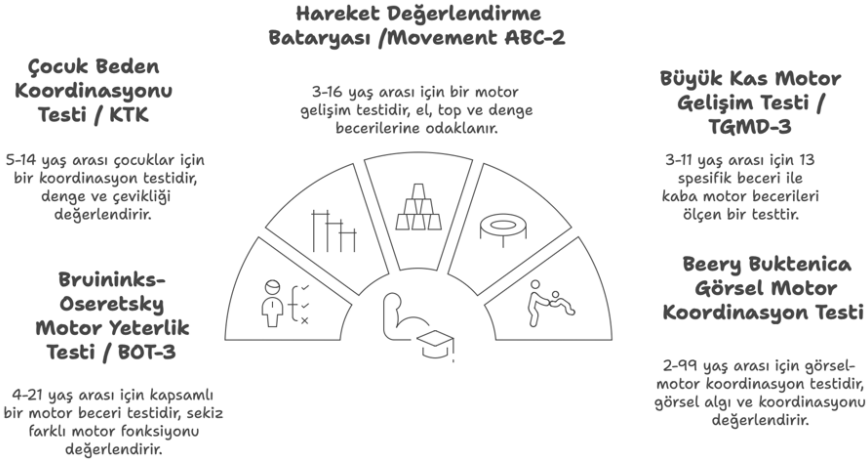 Hareket Değerlendirme
Bataryası /Movement ABC-2
3-16 yaş arası için bir motor
gelişim testidir, el, top ve denge
becerilerine odaklanır.
Çocuk Beden
Koordinasyonu
Testi / KTK
5-14 yaş arası çocuklar için
bir koordinasyon testidir,
denge ve çevikliği
değerlendirir.
Büyük Kas Motor
Gelişim Testi /
TGMD-3
3-11 yaş arası için 13
spesifik beceri ile
kaba motor becerileri
ölçen bir testtir.
Bruininks-
Oseretsky
Motor Yeterlik
Testi / BOT-3
4-21 yaş arası için kapsamlı
bir motor beceri testidir, sekiz
farklı motor fonksiyonu
değerlendirir.
Beery Buktenica
Görsel Motor
Koordinasyon Testi
2-99 yaş arası için görsel-
motor koordinasyon testidir,
görsel algı ve koordinasyonu
değerlendirir.